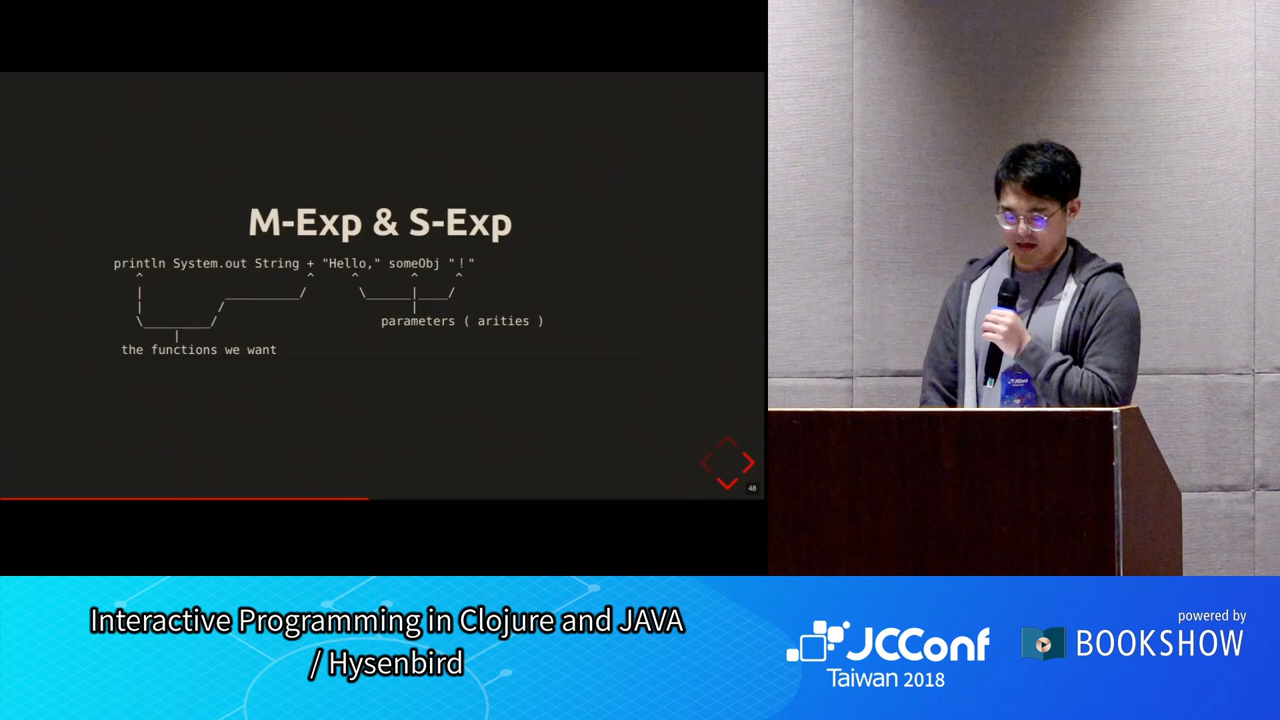 M-Exp & S-Exp
println System.out String + "Hello," someObj "!"
parameters ( arities )
the functions we want
48
Interactive Programming in Clojure and JAVA
/ Hysenbird
JCConf
Taiwan 2018
powered by
BOOKSHOW